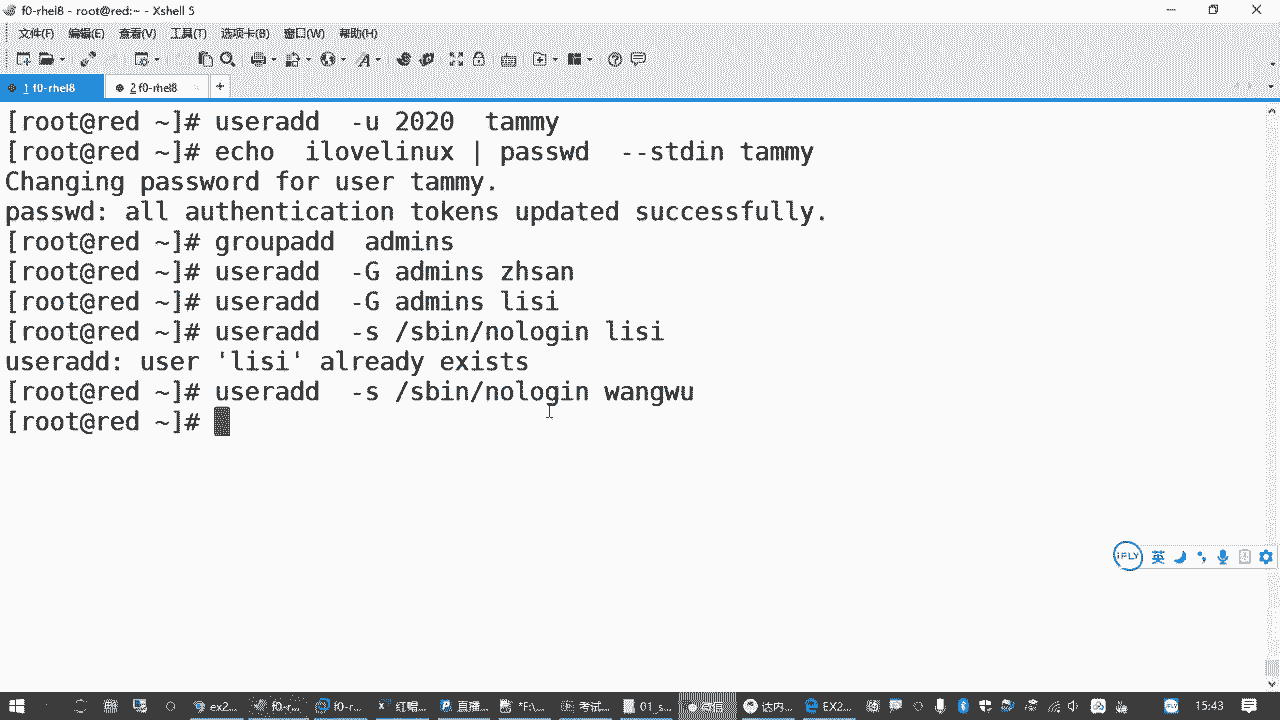 f0-rhel8 - root@red:~ - Xshell 5
文件(F) 编辑(E) 查看(V) 工具(T) 选项卡(B) 窗口(W) 帮助(H)
1 f0-rhel8 2 f0-rhel8 +
[root@red ~]# useradd -u 2020 tammy
[root@red ~]# echo ilovelinux | passwd --stdin tammy
Changing password for user tammy.
passwd: all authentication tokens updated successfully.
[root@red ~]# groupadd admins
[root@red ~]# useradd -G admins zhsan
[root@red ~]# useradd -G admins lisi
[root@red ~]# useradd -s /sbin/nologin lisi
useradd: user 'lisi' already exists
[root@red ~]# useradd -s /sbin/nologin wangwu
[root@red ~]#
iFLY 英
ex2... f0-r... f0-r... 红帽... 直播... *F:\... 考试... 01_s... 达内... EX2... 15:43